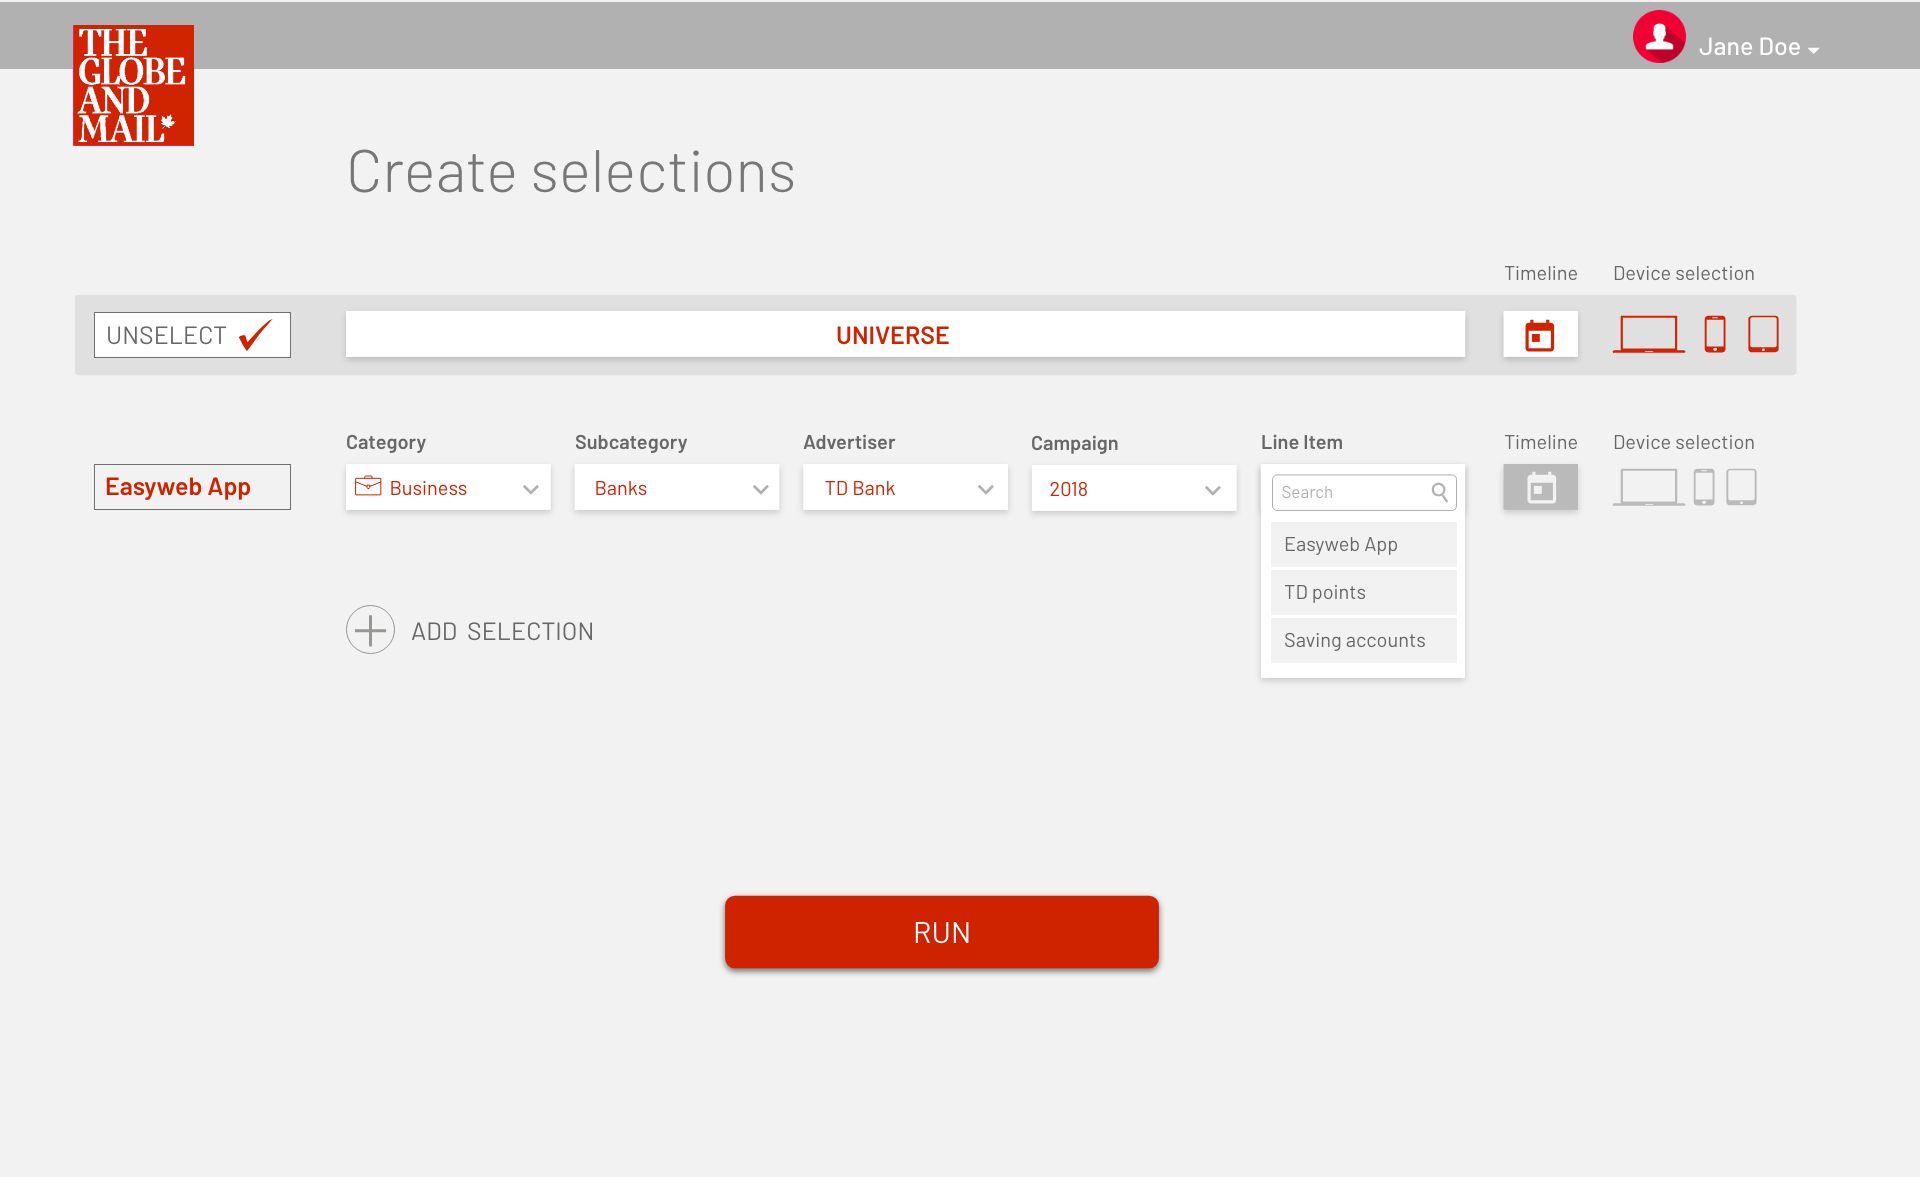 THE
GLOBE
AND
MAIL
Jane Doe
Create selections
Timeline Device selection
UNSELECT UNIVERSE
Category Subcategory Advertiser Campaign Line Item Timeline Device selection
Easyweb App Business Banks TD Bank 2018 Search
Easyweb App
TD points
Saving accounts
ADD SELECTION
RUN